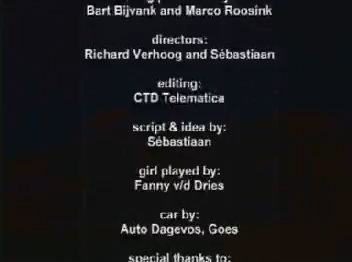 Bart Bijvank and Marco Roosink
directors:
Richard Verhoog and Sébastiaan
editing:
CTD Telematica
script & idea by:
Sébastiaan
girl played by:
Fanny v/d Dries
car by:
Auto Dagevos, Goes
special thanks to: